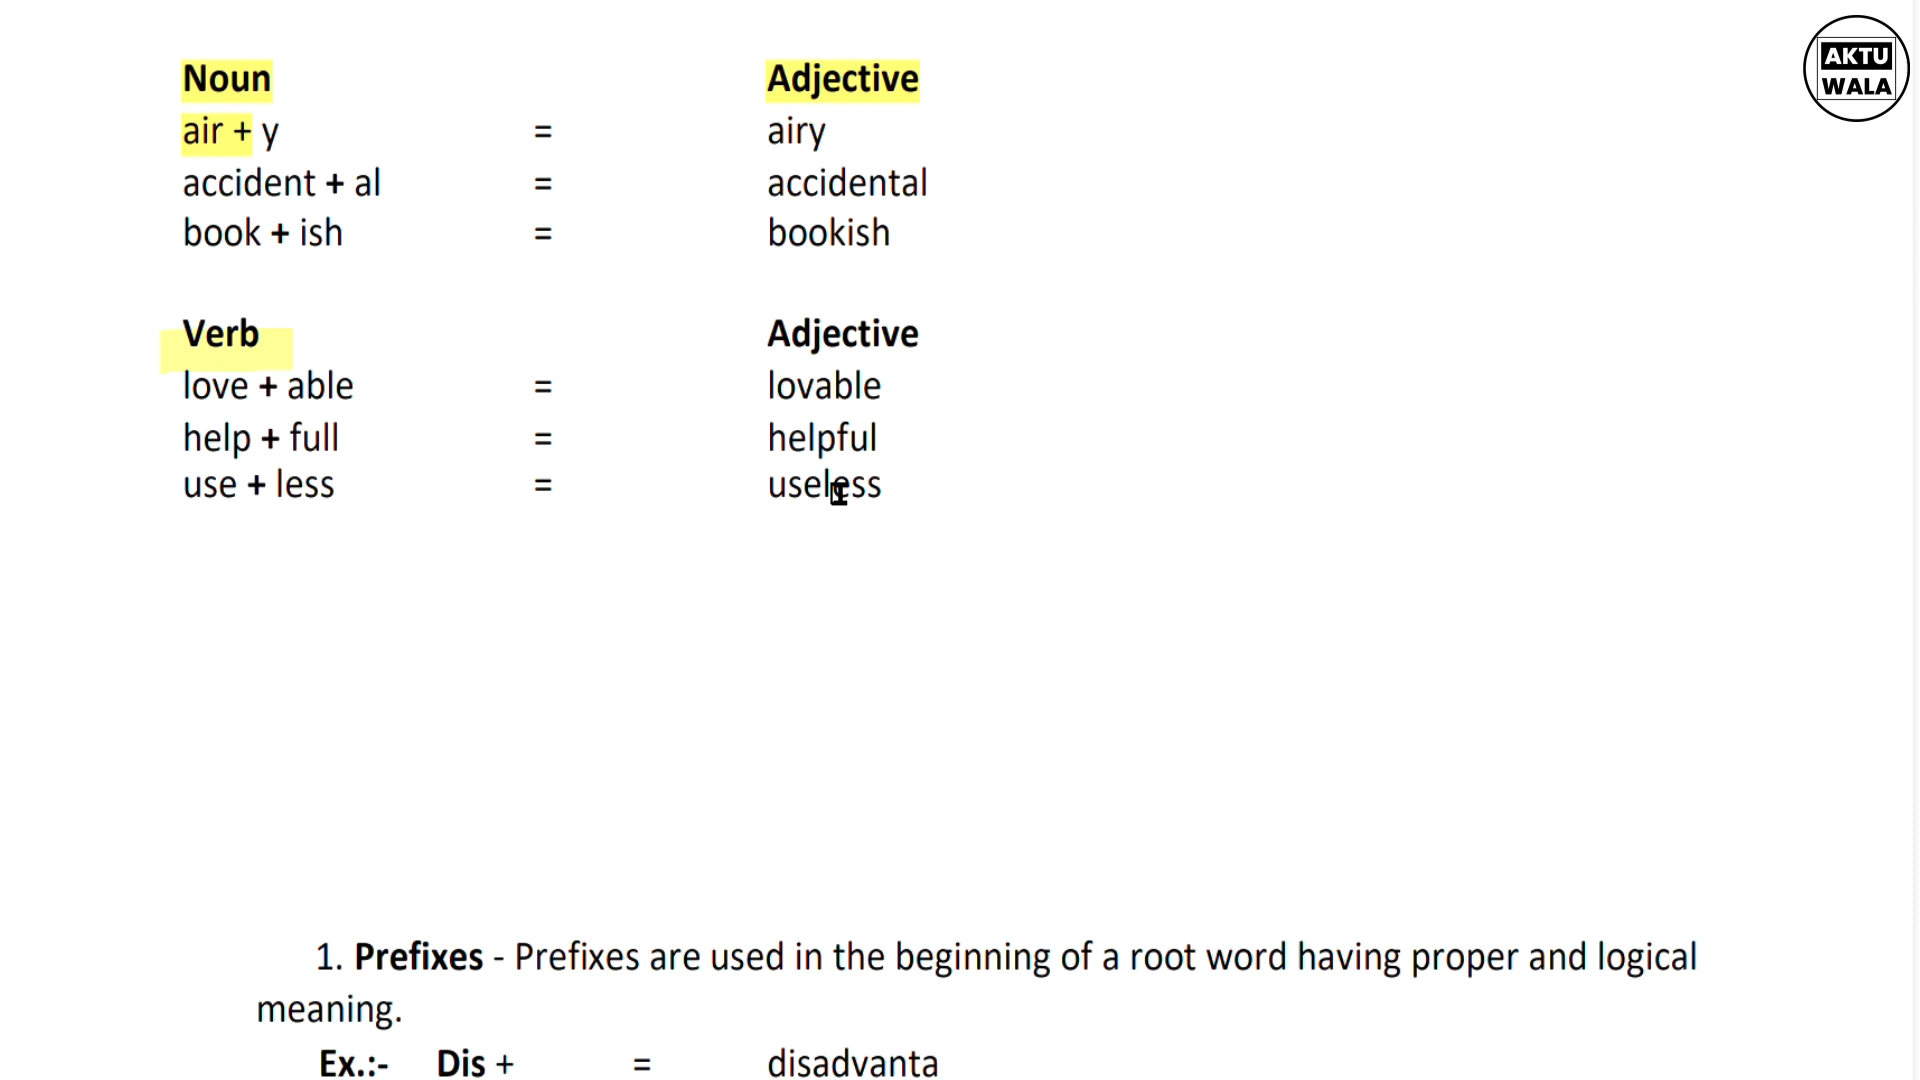 AKTU
WALA
Noun Adjective
air + y = airy
accident + al = accidental
book + ish = bookish
Verb Adjective
love + able = lovable
help + full = helpful
use + less = useless
1. Prefixes - Prefixes are used in the beginning of a root word having proper and logical
meaning.
Ex.:- Dis + = disadvanta